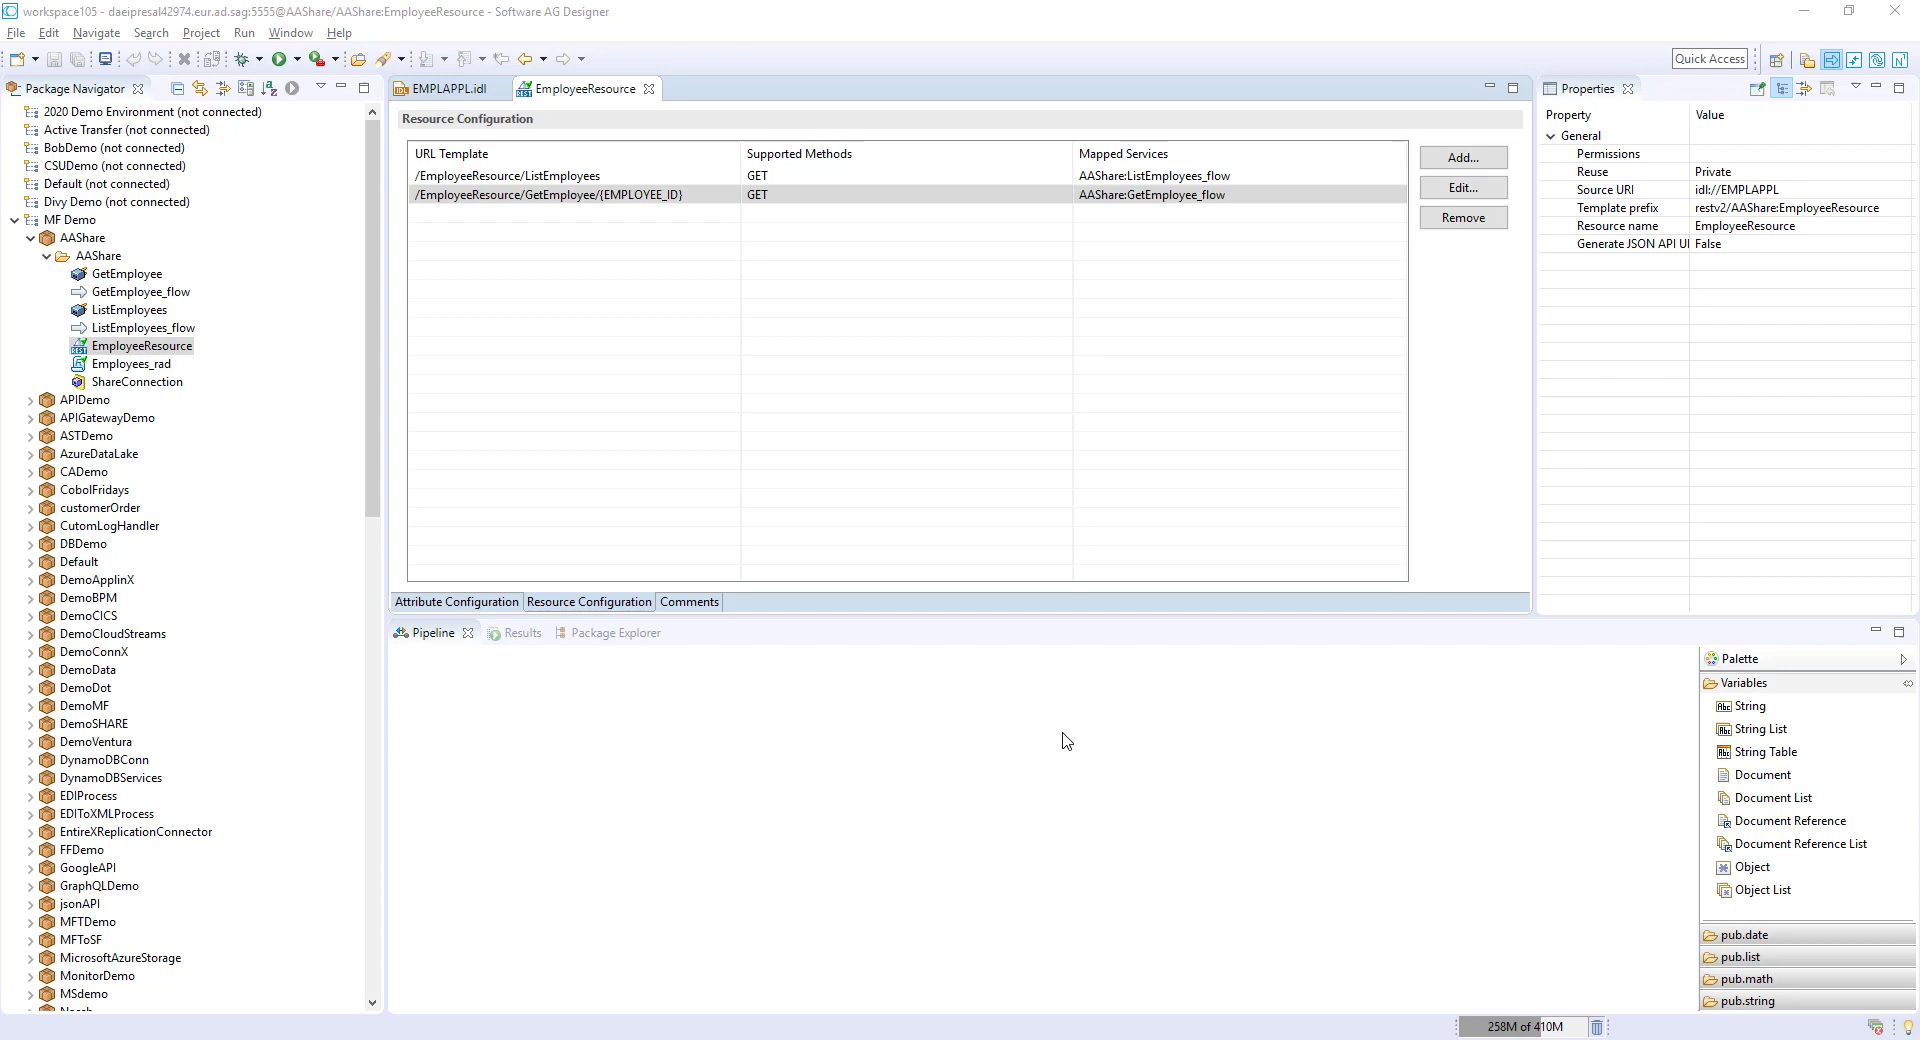 workspace105 - daeipresal42974.eur.ad.sag:5555@AAShare/AAShare:EmployeeResource - Software AG Designer
File Edit Navigate Search Project Run Window Help
Quick Access
Package Navigator
2020 Demo Environment (not connected)
Active Transfer (not connected)
BobDemo (not connected)
CSUDemo (not connected)
Default (not connected)
Divy Demo (not connected)
MF Demo
AAShare
AAShare
GetEmployee
GetEmployee_flow
ListEmployees
ListEmployees_flow
EmployeeResource
Employees_rad
ShareConnection
APIDemo
APIGatewayDemo
ASTDemo
AzureDataLake
CADemo
CobolFridays
customerOrder
CutomLogHandler
DBDemo
Default
DemoApplinX
DemoBPM
DemoCICS
DemoCloudStreams
DemoConnX
DemoData
DemoDot
DemoMF
DemoSHARE
DemoVentura
DynamoDBConn
DynamoDBServices
EDIProcess
EDIToXMLProcess
EntireXReplicationConnector
FFDemo
GoogleAPI
GraphQLDemo
jsonAPI
MFTDemo
MFToSF
MicrosoftAzureStorage
MonitorDemo
MSdemo
EMPLAPPL.idl EmployeeResource
Resource Configuration
URL Template Supported Methods Mapped Services
/EmployeeResource/ListEmployees GET AAShare:ListEmployees_flow
/EmployeeResource/GetEmployee/{EMPLOYEE_ID} GET AAShare:GetEmployee_flow
Add...
Edit...
Remove
Attribute Configuration Resource Configuration Comments
Pipeline Results Package Explorer
Properties
Property Value
General
Permissions
Reuse Private
Source URI idl://EMPLAPPL
Template prefix restv2/AAShare:EmployeeResource
Resource name EmployeeResource
Generate JSON API UI False
Palette
Variables
String
String List
String Table
Document
Document List
Document Reference
Document Reference List
Object
Object List
pub.date
pub.list
pub.math
pub.string
258M of 410M